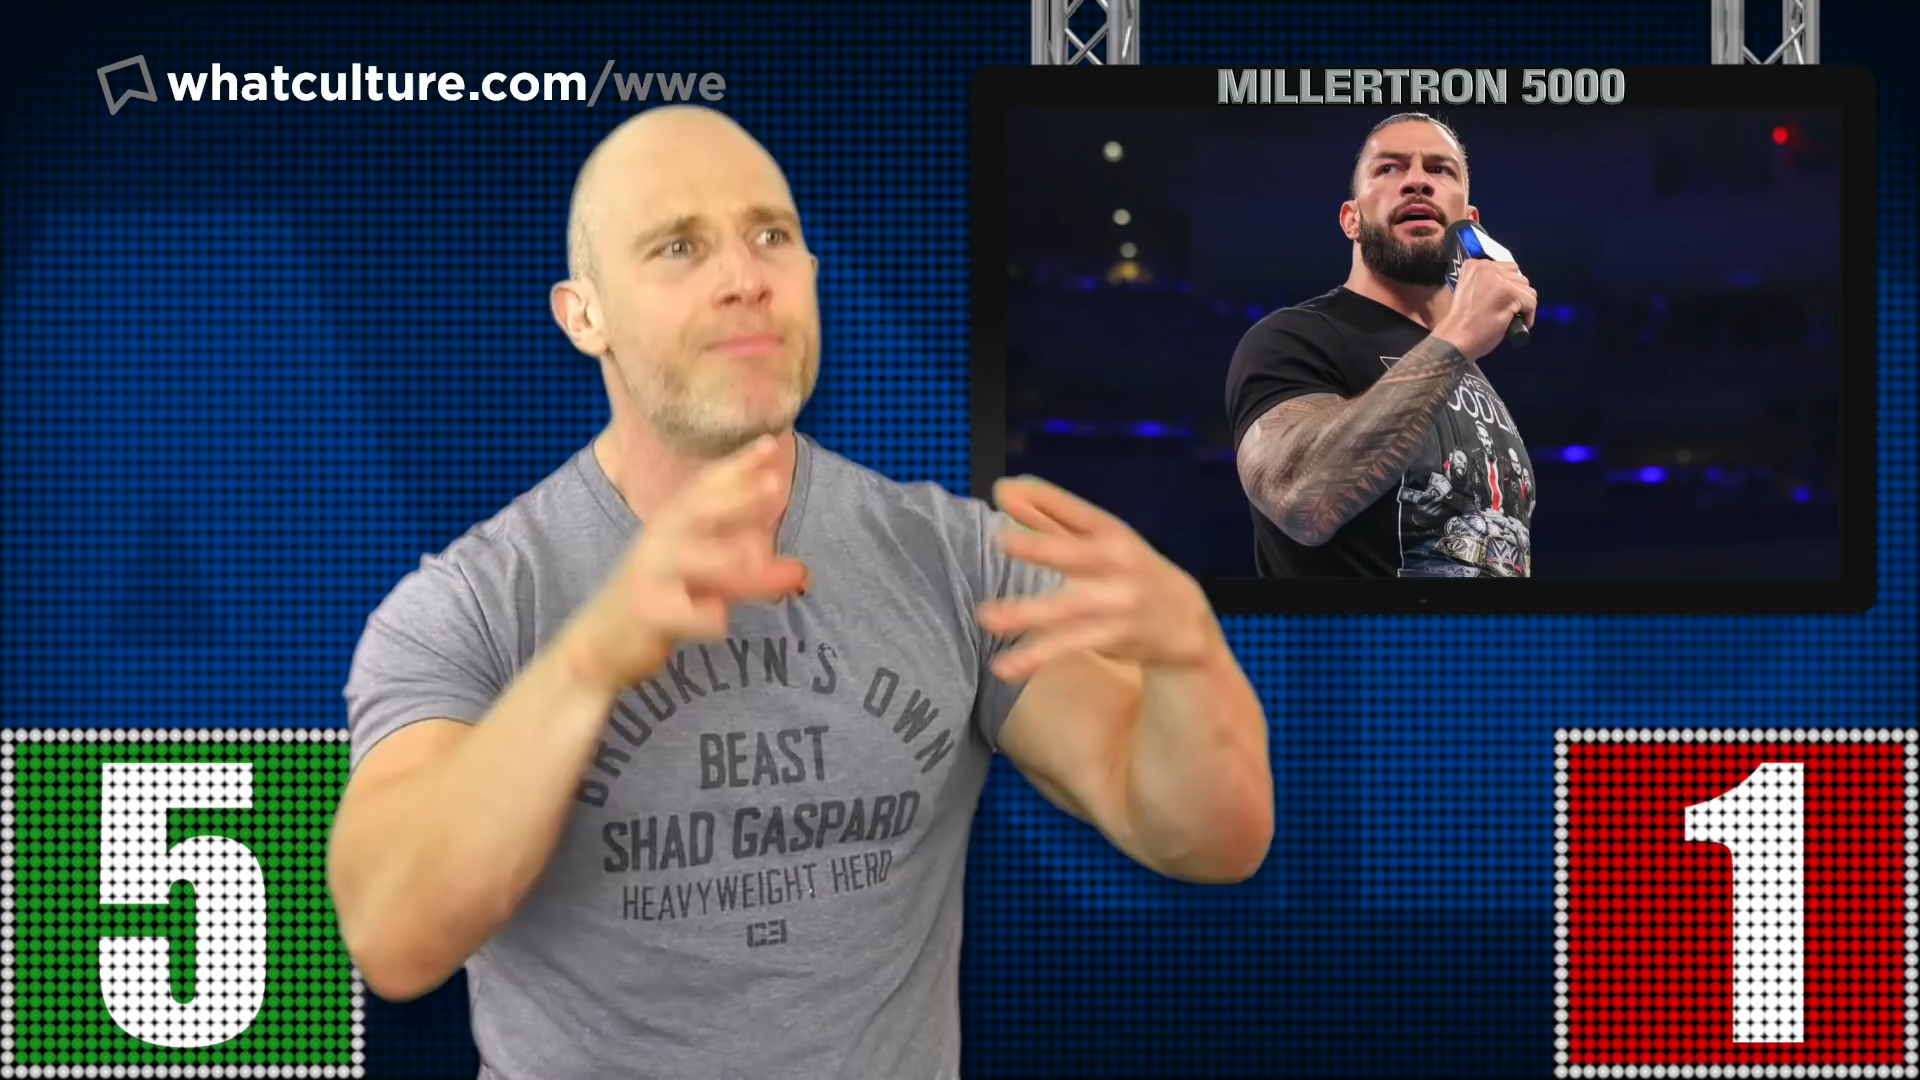 whatculture.com/wwe
MILLERTRON 5000
BROOKLYN'S OWN
BEAST
SHAD GASPARD
HEAVYWEIGHT HERO
5
1